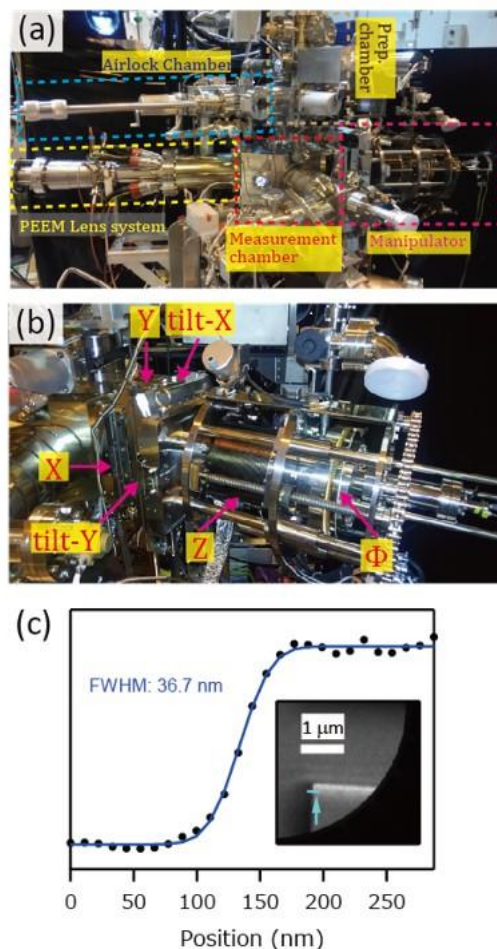 (a)
Airlock Chamber
Prep.
chamber
PEEM Lens system
Measurement
chamber
Manipulator
(b)
Y
tilt-X
X
tilt-Y
Z
Φ
(c)
FWHM: 36.7 nm
1 μm
0 50 100 150 200 250
Position (nm)